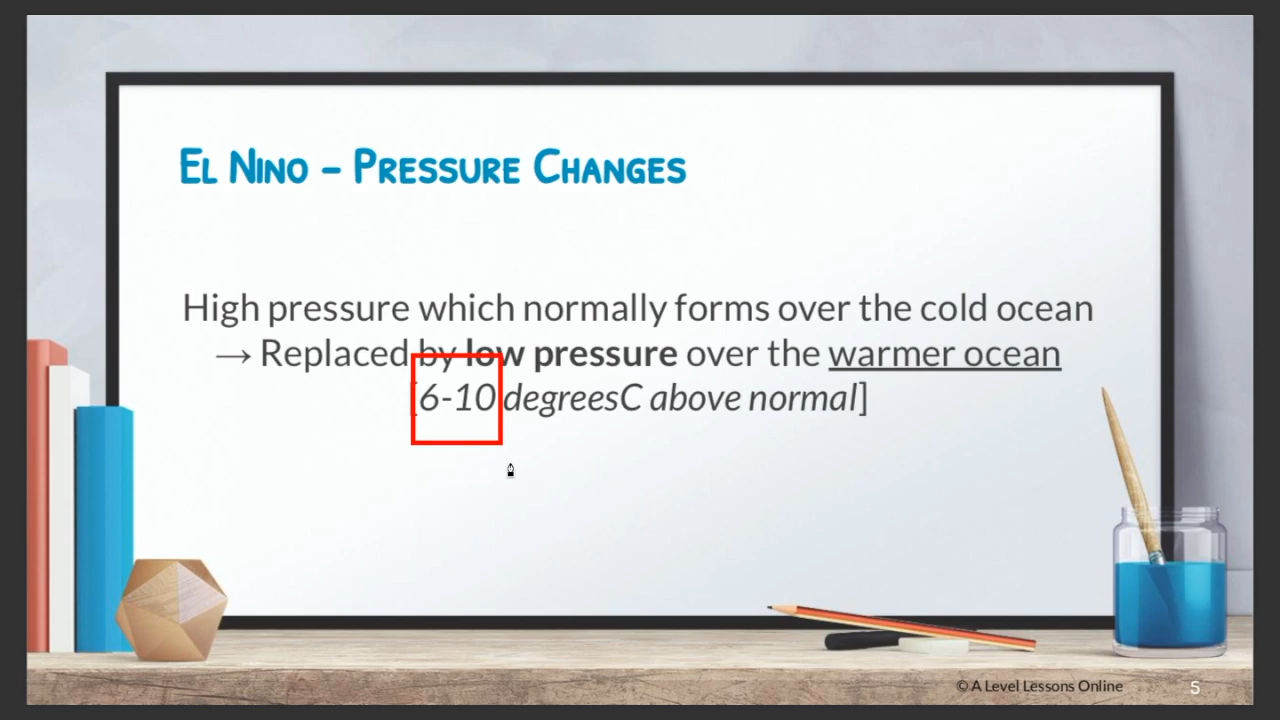 El Nino – Pressure Changes
High pressure which normally forms over the cold ocean
→ Replaced by low pressure over the warmer ocean
[6-10 degreesC above normal]
© A Level Lessons Online
5